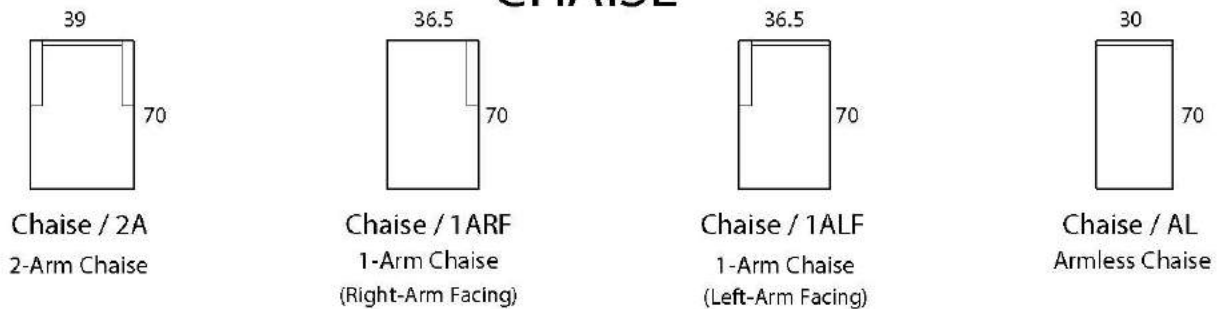 CHAISE
39
36.5
36.5
30
70
70
70
70
Chaise / 2A
2-Arm Chaise
Chaise / 1ARF
1-Arm Chaise
(Right-Arm Facing)
Chaise / 1ALF
1-Arm Chaise
(Left-Arm Facing)
Chaise / AL
Armless Chaise